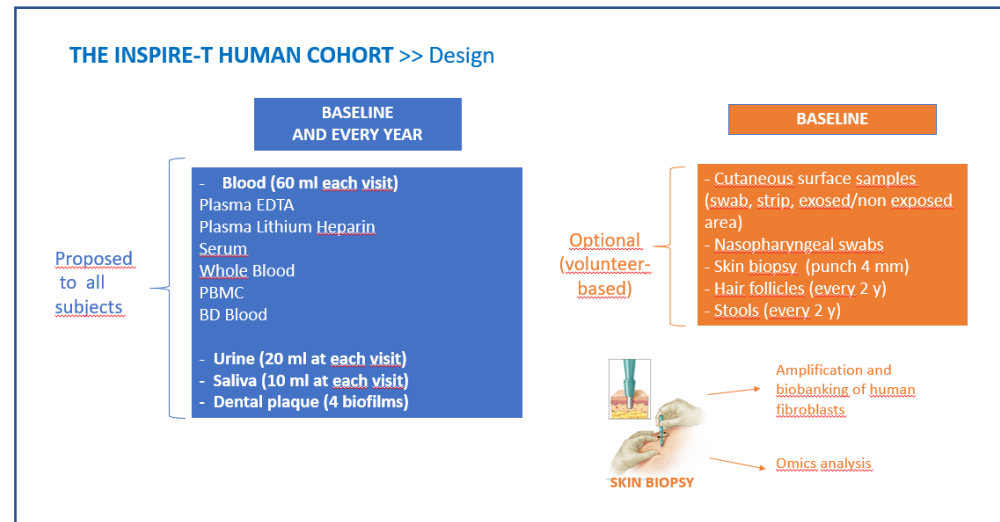 THE INSPIRE-T HUMAN COHORT >> Design
BASELINE
AND EVERY YEAR
Proposed
to all
subjects
- Blood (60 ml each visit)
Plasma EDTA
Plasma Lithium Heparin
Serum
Whole Blood
PBMC
BD Blood
- Urine (20 ml at each visit)
- Saliva (10 ml at each visit)
- Dental plaque (4 biofilms)
BASELINE
Optional
(volunteer-
based)
- Cutaneous surface samples
(swab, strip, exosed/non exposed
area)
- Nasopharyngeal swabs
- Skin biopsy (punch 4 mm)
- Hair follicles (every 2 y)
- Stools (every 2 y)
SKIN BIOPSY
Amplification and
biobanking of human
fibroblasts
Omics analysis